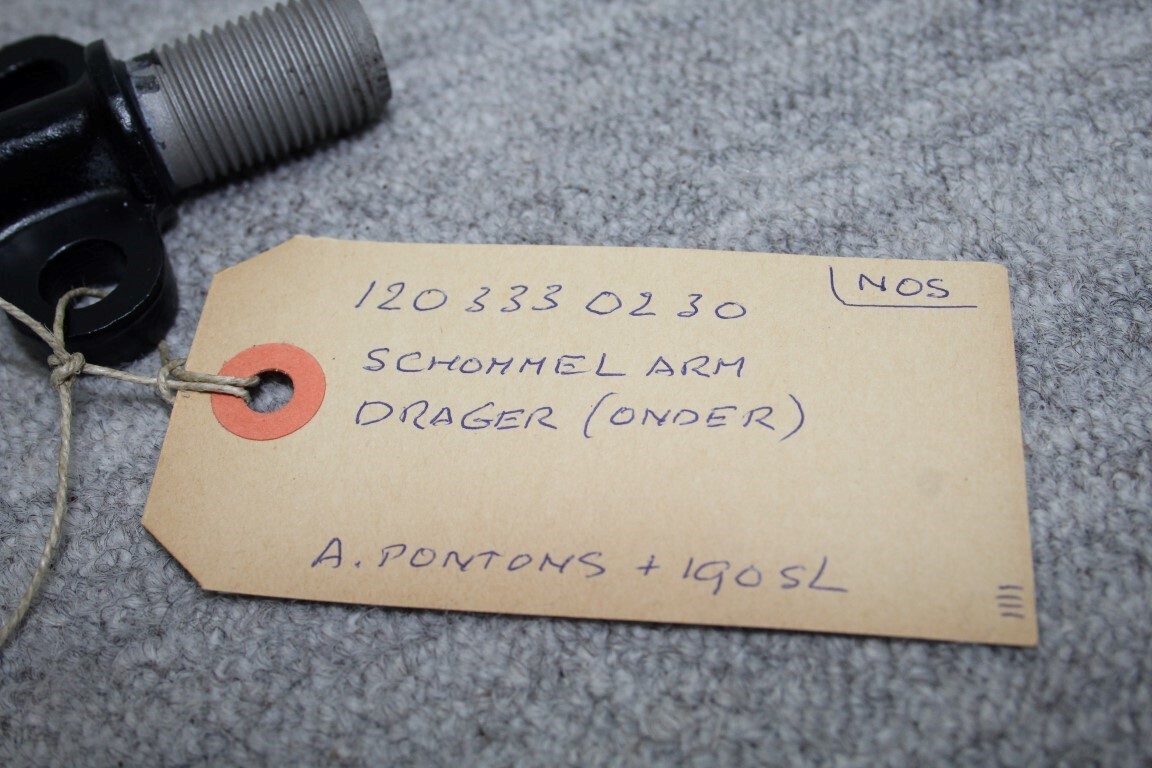 NOS
120 333 02 30
SCHOMMEL ARM
DRAGER (ONDER)
A. PONTONS + 190 SL